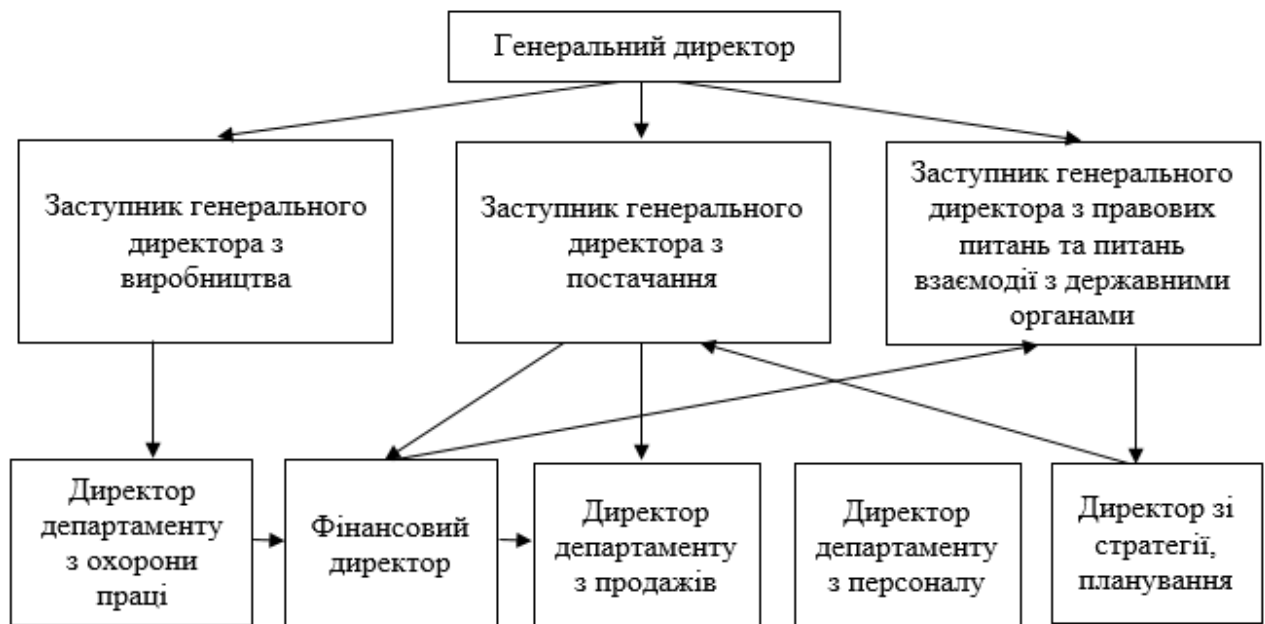 Генеральний директор
Заступник генерального
директора з
виробництва
Заступник генерального
директора з
постачання
Заступник генерального
директора з правових
питань та питань
взаємодії з державними
органами
Директор
департаменту
з охорони
праці
Фінансовий
директор
Директор
департаменту
з продажів
Директор
департаменту
з персоналу
Директор зі
стратегії,
планування